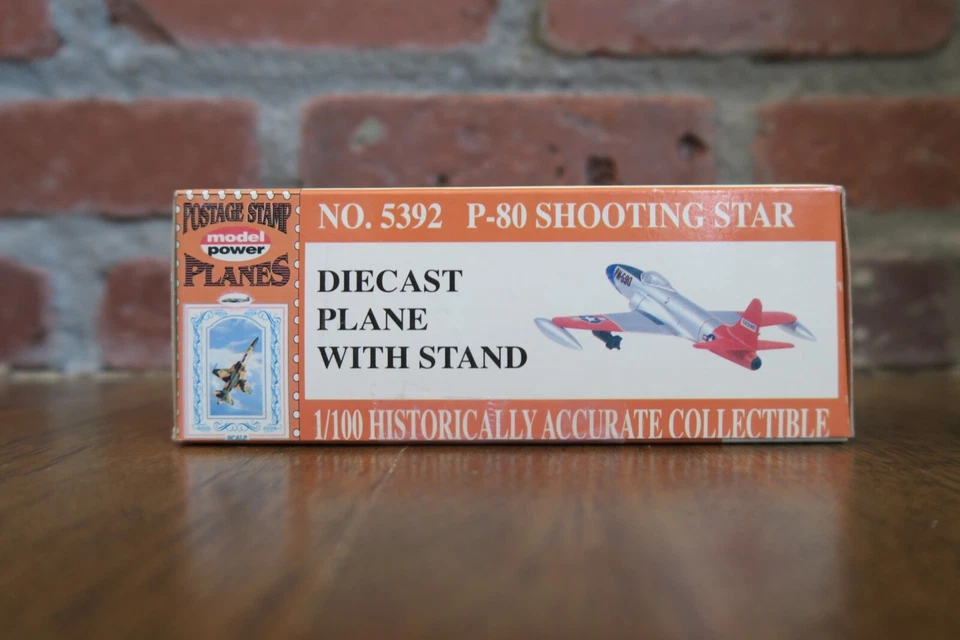 POSTAGE STAMP
model
power
PLANES
SCALE
NO. 5392 P-80 SHOOTING STAR
DIECAST
PLANE
WITH STAND
1/100 HISTORICALLY ACCURATE COLLECTIBLE